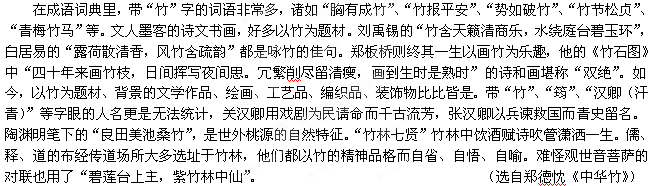 在成语词典里，带“竹”字的词语非常多，诸如“胸有成竹”、“竹报平安”、“势如破竹”、“竹节松贞”、
“青梅竹马”等。文人墨客的诗文书画，好多以竹为题材。刘禹锡的“竹含天籁清商乐，水绕庭台碧玉环”，
白居易的“露荷散清香，风竹含疏韵”都是咏竹的佳句。郑板桥则终其一生以画竹为乐趣，他的《竹石图》
中“四十年来画竹枝，日间挥写夜间思。冗繁削尽留清瘦，画到生时是熟时”的诗和画堪称“双绝”。如
今，以竹为题材、背景的文学作品、绘画、工艺品、编织品、装饰物比比皆是。带“竹”、“筠”、“汉卿（汗
青）”等字眼的人名更是无法统计，关汉卿用戏剧为民请命而千古流芳，张汉卿以兵谏救国而青史留名。
陶渊明笔下的“良田美池桑竹”，是世外桃源的自然特征。“竹林七贤”竹林中饮酒赋诗吹管潇洒一生。儒、
释、道的布经传道场所大多选址于竹林，他们都以竹的精神品格而自省、自悟、自喻。难怪观世音菩萨的
对联也用了“碧莲台上主，紫竹林中仙”。（选自郑德忱《中华竹》）